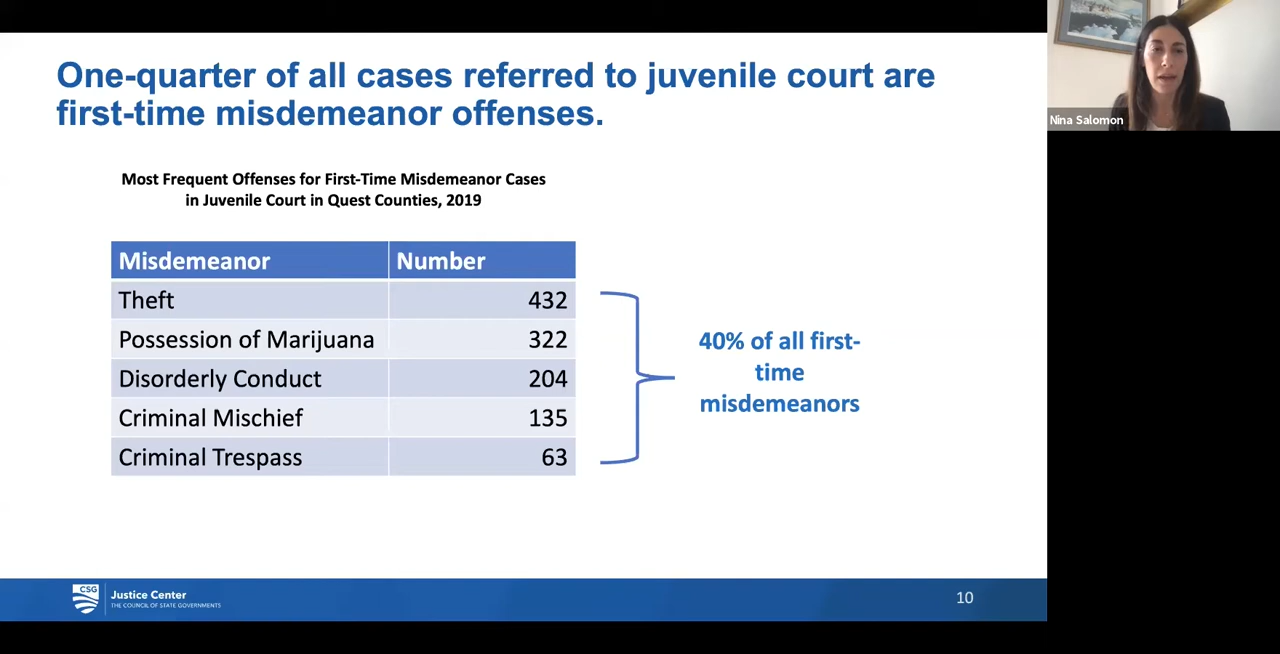 One-quarter of all cases referred to juvenile court are
first-time misdemeanor offenses.
Nina Salomon
Most Frequent Offenses for First-Time Misdemeanor Cases
in Juvenile Court in Quest Counties, 2019
Misdemeanor Number
Theft 432
Possession of Marijuana 322
Disorderly Conduct 204
Criminal Mischief 135
Criminal Trespass 63
40% of all first-
time
misdemeanors
CSG
Justice Center
THE COUNCIL OF STATE GOVERNMENTS
10